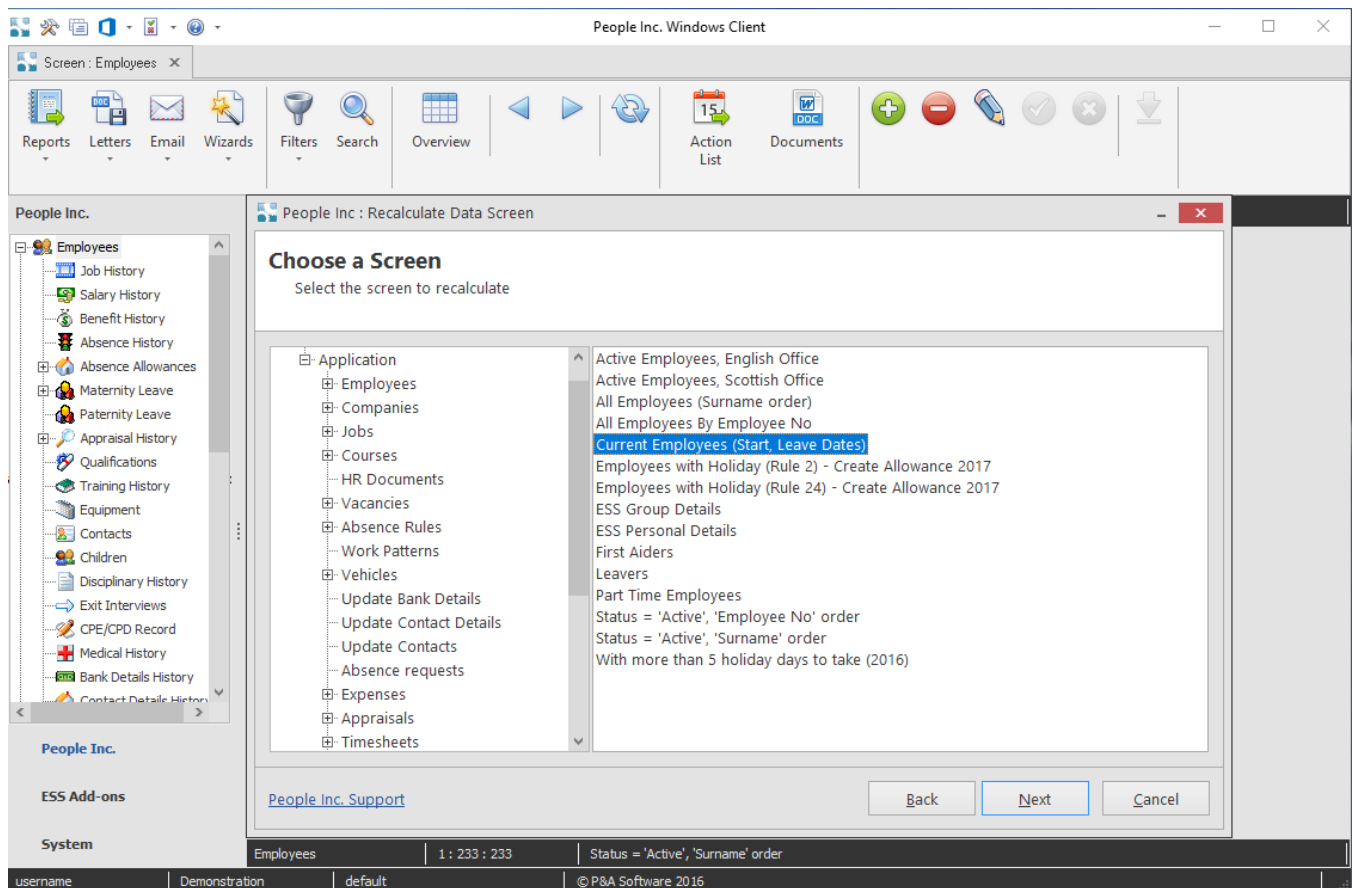 People Inc. Windows Client
Screen : Employees
Reports
Letters
Email
Wizards
Filters
Search
Overview
15
Action List
DOC
Documents
People Inc.
Employees
Job History
Salary History
Benefit History
Absence History
Absence Allowances
Maternity Leave
Paternity Leave
Appraisal History
Qualifications
Training History
Equipment
Contacts
Children
Disciplinary History
Exit Interviews
CPE/CPD Record
Medical History
Bank Details History
Contact Details History
People Inc.
ESS Add-ons
System
People Inc : Recalculate Data Screen
Choose a Screen
Select the screen to recalculate
Application
Employees
Companies
Jobs
Courses
HR Documents
Vacancies
Absence Rules
Work Patterns
Vehicles
Update Bank Details
Update Contact Details
Update Contacts
Absence requests
Expenses
Appraisals
Timesheets
Active Employees, English Office
Active Employees, Scottish Office
All Employees (Surname order)
All Employees By Employee No
Current Employees (Start, Leave Dates)
Employees with Holiday (Rule 2) - Create Allowance 2017
Employees with Holiday (Rule 24) - Create Allowance 2017
ESS Group Details
ESS Personal Details
First Aiders
Leavers
Part Time Employees
Status = 'Active', 'Employee No' order
Status = 'Active', 'Surname' order
With more than 5 holiday days to take (2016)
People Inc. Support
Back
Next
Cancel
Employees
1 : 233 : 233
Status = 'Active', 'Surname' order
username
Demonstration
default
© P&A Software 2016